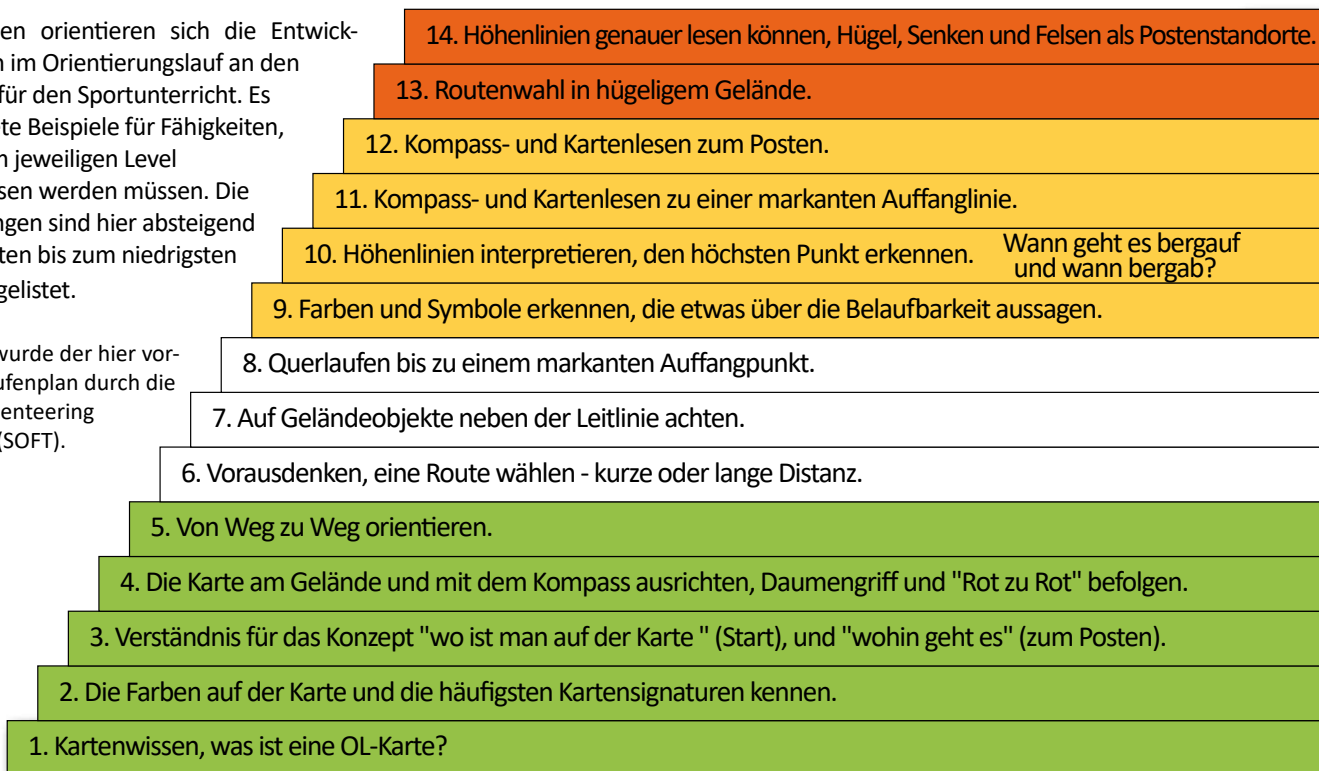 en orientieren sich die Entwick-
n im Orientierungslauf an den
für den Sportunterricht. Es
ete Beispiele für Fähigkeiten,
n jeweiligen Level
sen werden müssen. Die
ngen sind hier absteigend
ten bis zum niedrigsten
gelistet.
wurde der hier vor-
ufenplan durch die
enteering
(SOFT).
14. Höhenlinien genauer lesen können, Hügel, Senken und Felsen als Postenstandorte.
13. Routenwahl in hügeligem Gelände.
12. Kompass- und Kartenlesen zum Posten.
11. Kompass- und Kartenlesen zu einer markanten Auffanglinie.
10. Höhenlinien interpretieren, den höchsten Punkt erkennen.
Wann geht es bergauf
und wann bergab?
9. Farben und Symbole erkennen, die etwas über die Belaufbarkeit aussagen.
8. Querlaufen bis zu einem markanten Auffangpunkt.
7. Auf Geländeobjekte neben der Leitlinie achten.
6. Vorausdenken, eine Route wählen - kurze oder lange Distanz.
5. Von Weg zu Weg orientieren.
4. Die Karte am Gelände und mit dem Kompass ausrichten, Daumengriff und "Rot zu Rot" befolgen.
3. Verständnis für das Konzept "wo ist man auf der Karte " (Start), und "wohin geht es" (zum Posten).
2. Die Farben auf der Karte und die häufigsten Kartensignaturen kennen.
1. Kartenwissen, was ist eine OL-Karte?